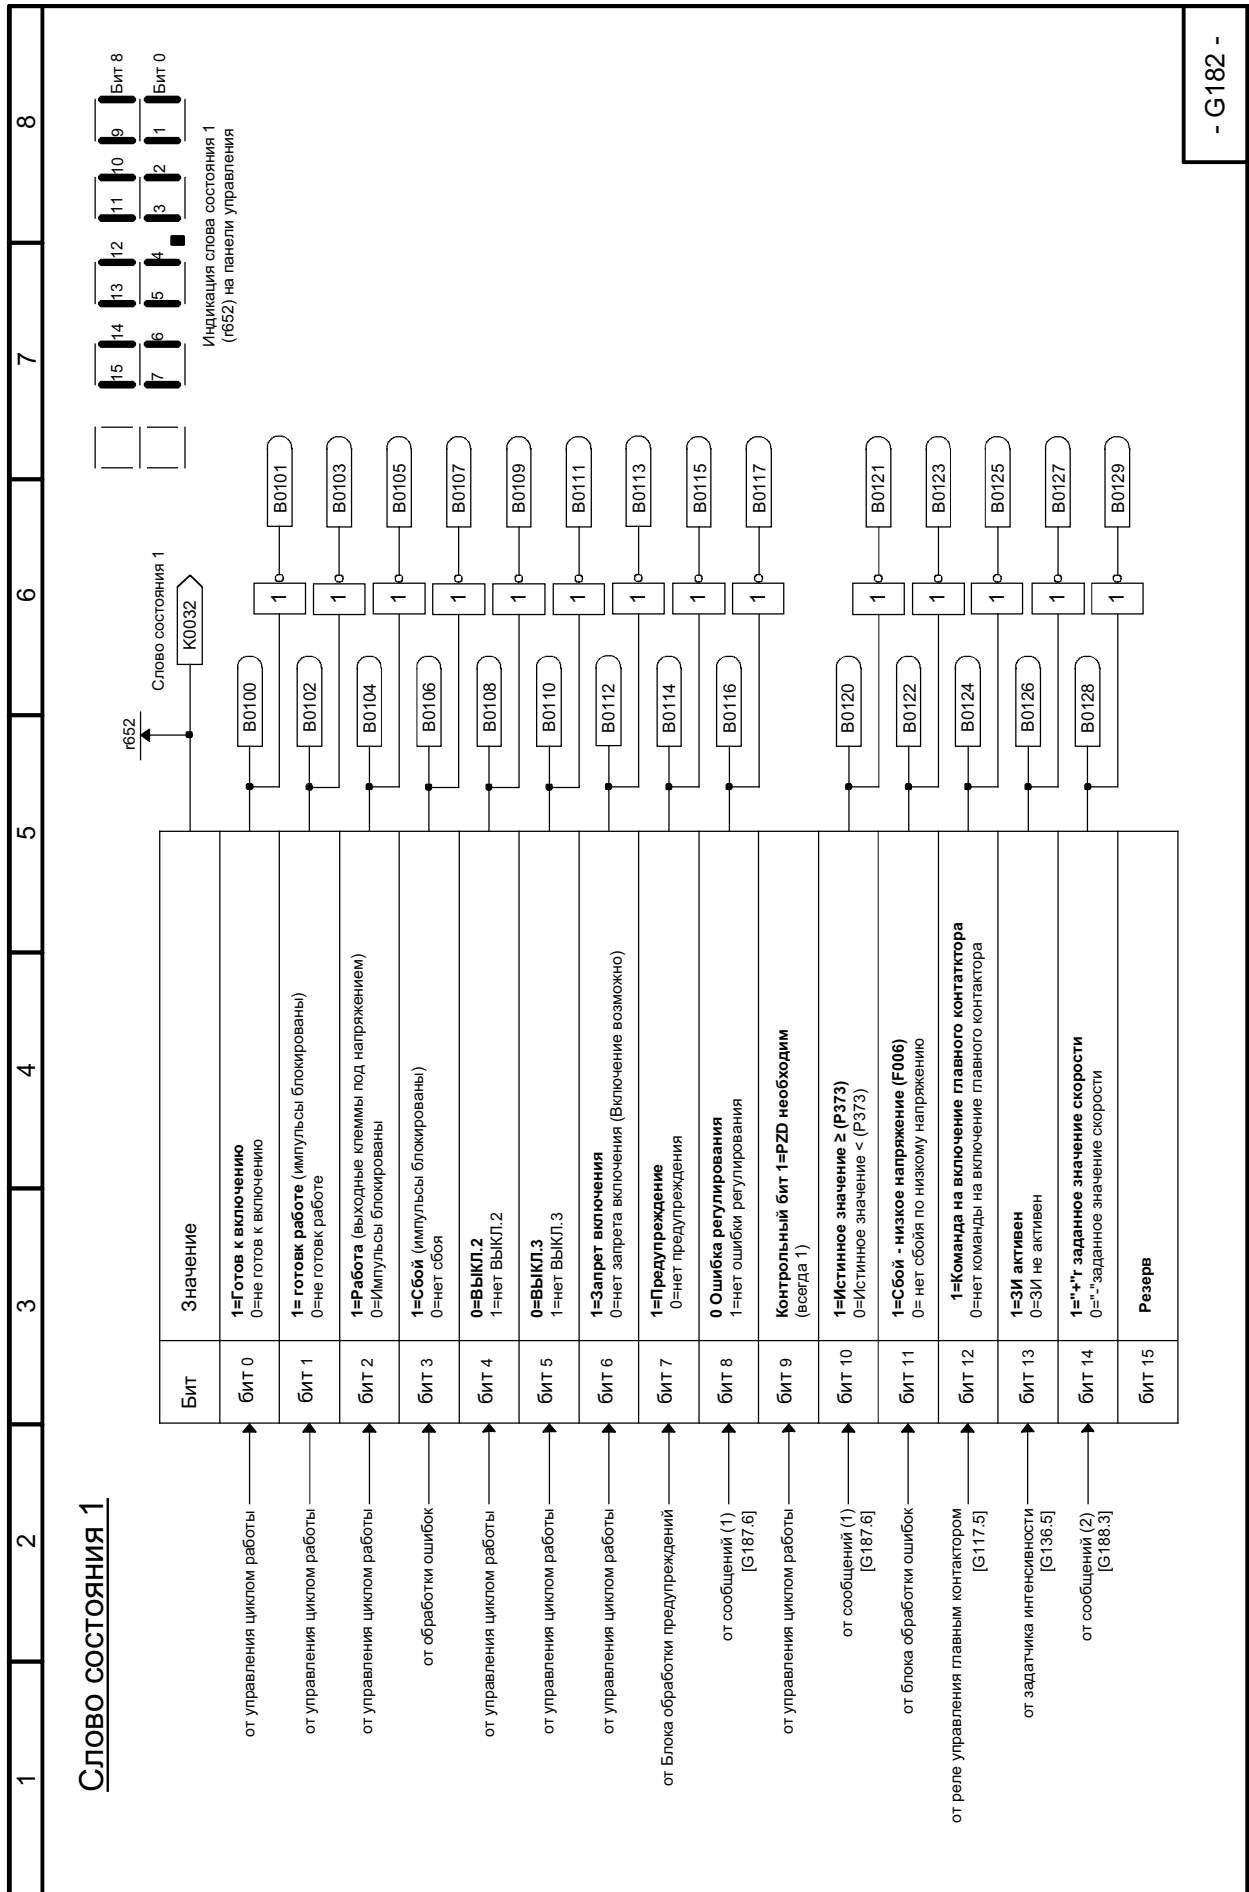 1 2 3 4 5 6 7 8
Слово состояния 1
15 14 13 12 11 10 9 Бит 8
7 6 5 4 3 2 1 Бит 0
Индикация слова состояния 1
(r652) на панели управления
r652
Слово состояния 1
K0032
Бит Значение
от управления циклом работы
бит 0
1=Готов к включению
0=не готов к включению
B0100
1
B0101
от управления циклом работы
бит 1
1= готовк работе (импульсы блокированы)
0=не готовк работе
B0102
1
B0103
от управления циклом работы
бит 2
1=Работа (выходные клеммы под напряжением)
0=Импульсы блокированы
B0104
1
B0105
от обработки ошибок
бит 3
1=Сбой (импульсы блокированы)
0=нет сбоя
B0106
1
B0107
от управления циклом работы
бит 4
0=ВЫКЛ.2
1=нет ВЫКЛ.2
B0108
1
B0109
от управления циклом работы
бит 5
0=ВЫКЛ.3
1=нет ВЫКЛ.3
B0110
1
B0111
от управления циклом работы
бит 6
1=Запрет включения
0=нет запрета включения (Включение возможно)
B0112
1
B0113
от Блока обработки предупреждений
бит 7
1=Предупреждение
0=нет предупреждения
B0114
1
B0115
от сообщений (1)
[G187.6]
бит 8
0 Ошибка регулирования
1=нет ошибки регулирования
B0116
1
B0117
от управления циклом работы
бит 9
Контрольный бит 1=PZD необходим
(всегда 1)
от сообщений (1)
[G187.6]
бит 10
1=Истинное значение ≥ (P373)
0=Истинное значение < (P373)
B0120
1
B0121
от блока обработки ошибок
бит 11
1=Сбой - низкое напряжение (F006)
0= нет сбойя по низкому напряжению
B0122
1
B0123
от реле управления главным контактором
[G117.5]
бит 12
1=Команда на включение главного контатктора
0=нет команды на включение главного контактора
B0124
1
B0125
от задатчика интенсивности
[G136.5]
бит 13
1=ЗИ активен
0=ЗИ не активен
B0126
1
B0127
от сообщений (2)
[G188.3]
бит 14
1="+"r заданное значение скорости
0="-"заданное значение скорости
B0128
1
B0129
бит 15
Резерв
- G182 -